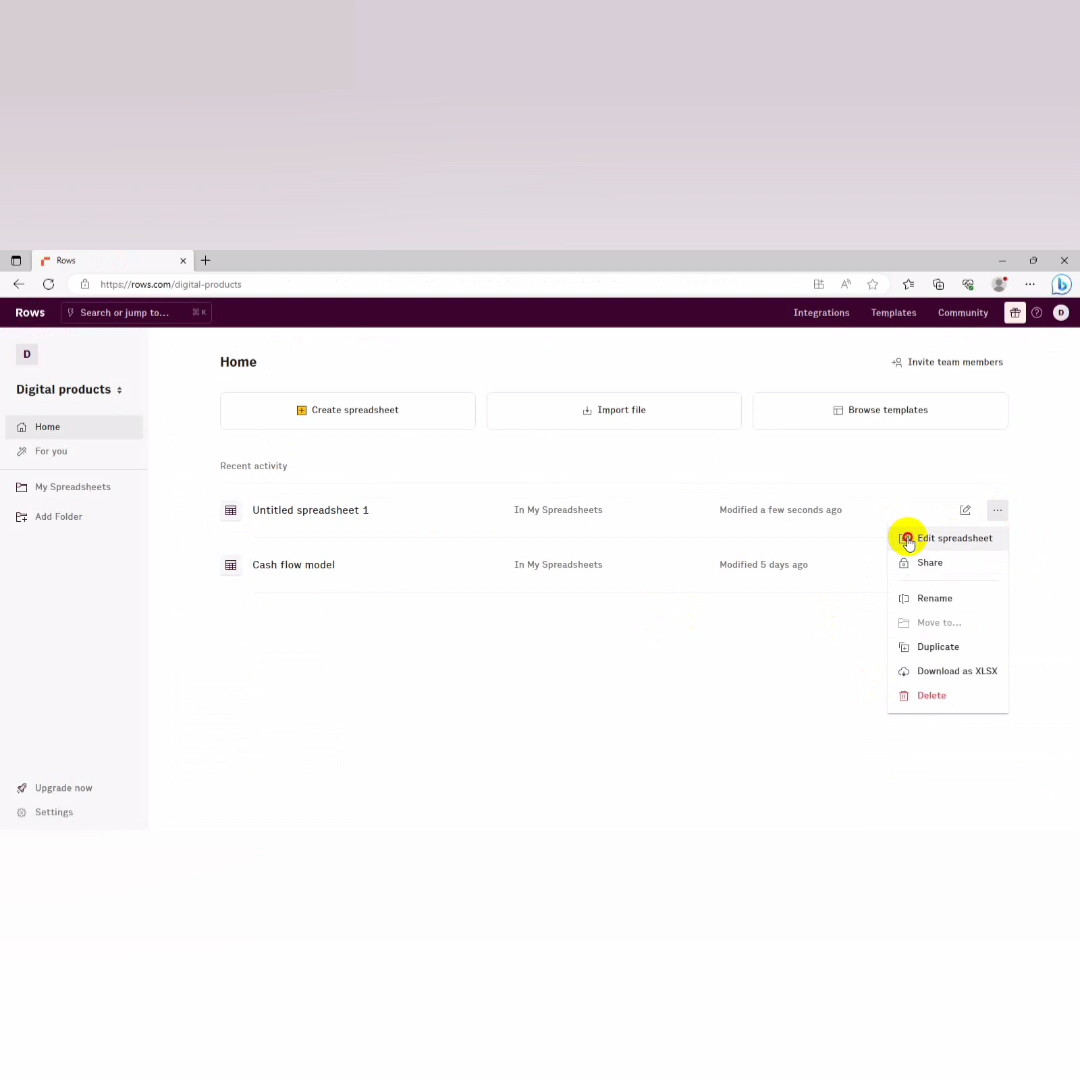 Rows
https://rows.com/digital-products
Rows
Search or jump to...
⌘ K
Integrations
Templates
Community
D
D
Home
Invite team members
Digital products
Create spreadsheet
Import file
Browse templates
Home
For you
Recent activity
My Spreadsheets
Untitled spreadsheet 1
In My Spreadsheets
Modified a few seconds ago
Add Folder
Edit spreadsheet
Cash flow model
In My Spreadsheets
Modified 5 days ago
Share
Rename
Move to...
Duplicate
Download as XLSX
Delete
Upgrade now
Settings